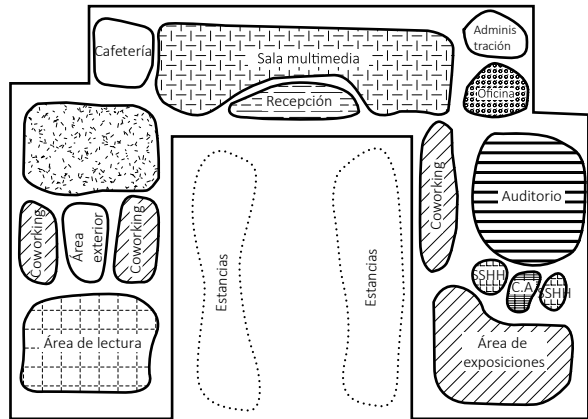 Cafetería
Sala multimedia
Recepción
Adminis
tración
Oficina
Coworking
Auditorio
Coworking
Área
exterior
Coworking
Estancias
Estancias
SSHH
C.A
SSHH
Área de lectura
Área de
exposiciones